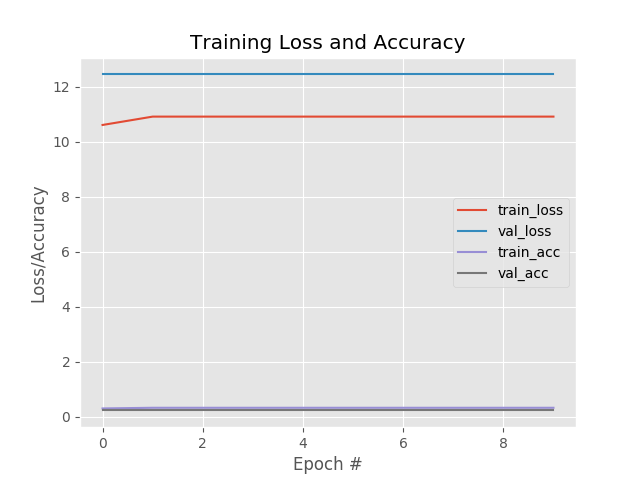 Training Loss and Accuracy
12
10
8
6
4
2
0
Loss/Accuracy
train_loss
val_loss
train_acc
val_acc
0 2 4 6 8
Epoch #